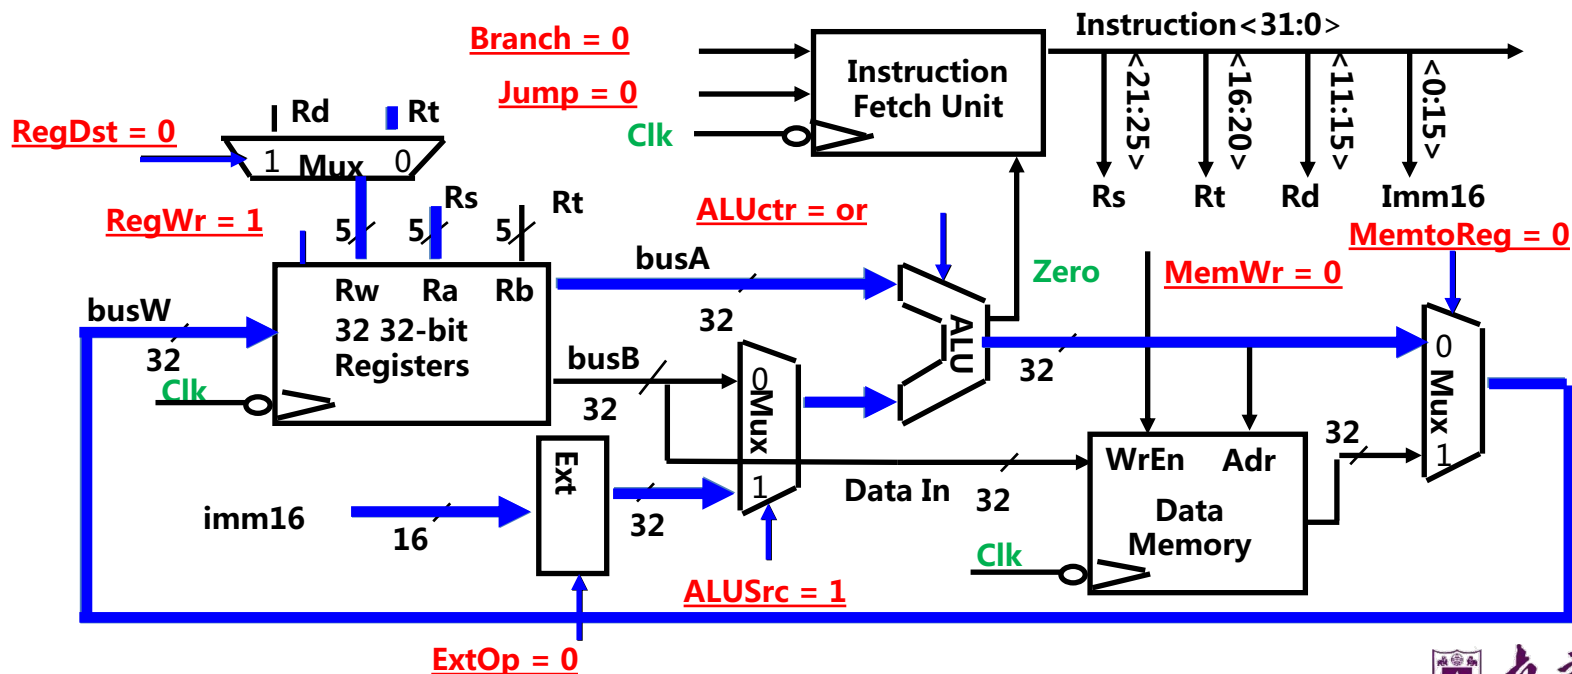 Branch = 0
Instruction<31:0>
Jump = 0
Instruction
Fetch Unit
Clk
<21:25>
<16:20>
<11:15>
<0:15>
Rs
Rt
Rd
Imm16
RegDst = 0
Rd
Rt
1
Mux
0
RegWr = 1
5
5
Rs
5
Rt
ALUctr = or
MemtoReg = 0
busW
32
Rw
Ra
Rb
32 32-bit
Registers
Clk
busA
32
busB
32
0
Mux
1
ALU
Zero
32
MemWr = 0
0
Mux
1
32
WrEn
Adr
Data
Memory
Clk
Data In
32
imm16
16
Ext
32
ALUSrc = 1
ExtOp = 0